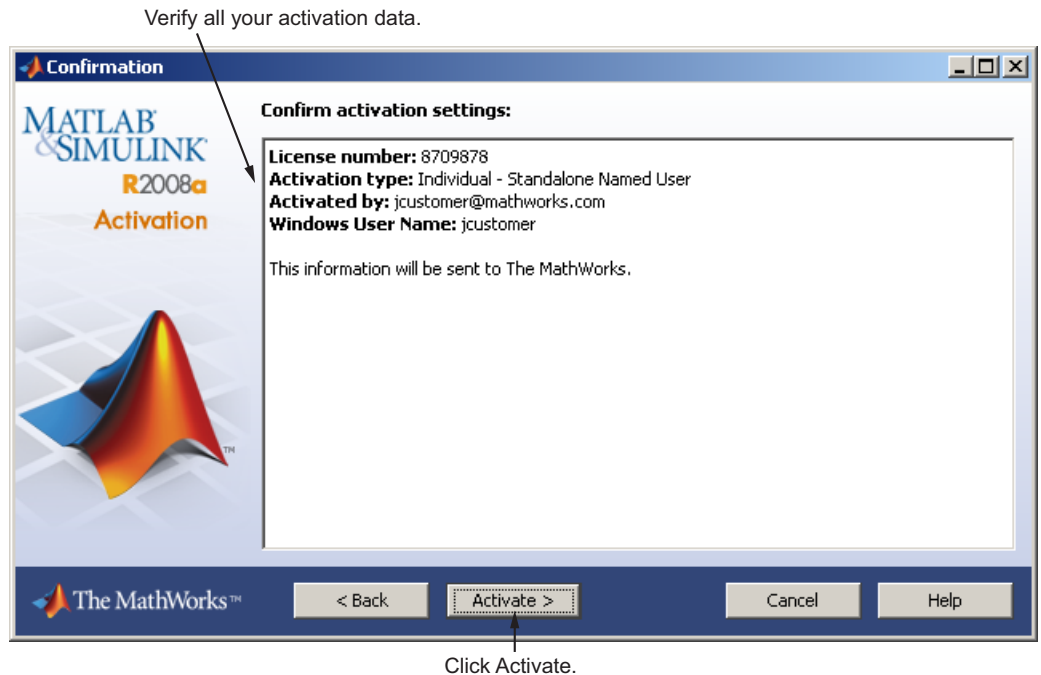 Verify all your activation data.
Confirmation
MATLAB
&SIMULINK
R2008a
Activation
Confirm activation settings:
License number: 8709878
Activation type: Individual - Standalone Named User
Activated by: jcustomer@mathworks.com
Windows User Name: jcustomer
This information will be sent to The MathWorks.
TM
The MathWorks™
< Back
Activate >
Cancel
Help
Click Activate.